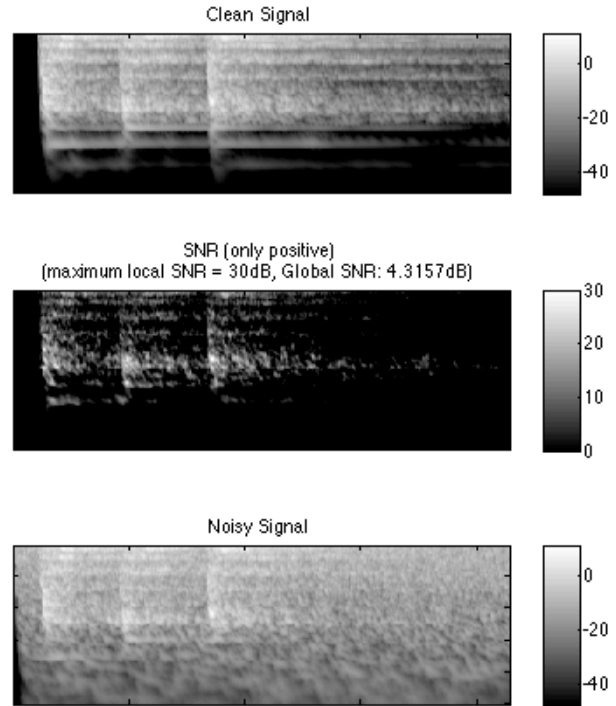 Clean Signal
0
-20
-40
SNR (only positive)
(maximum local SNR = 30dB, Global SNR: 4.3157dB)
30
20
10
0
Noisy Signal
0
-20
-40